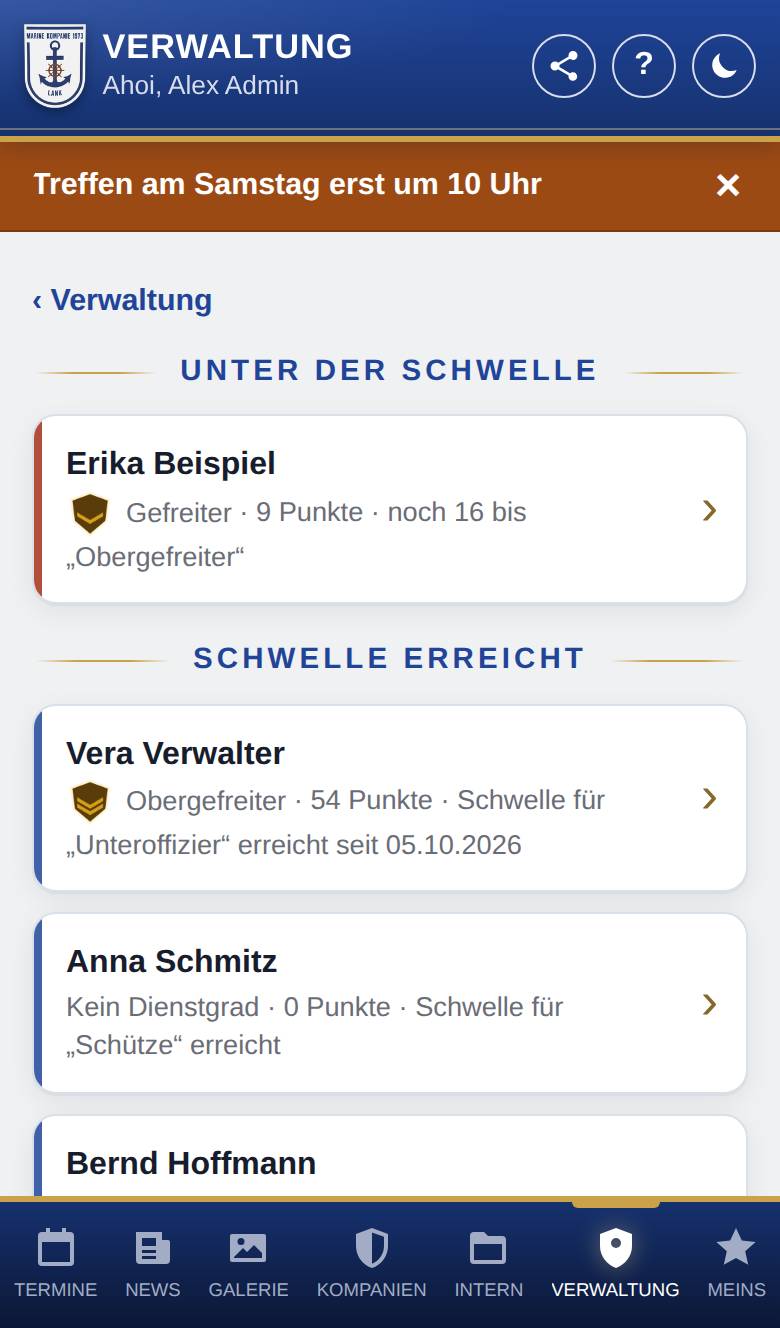 MARINE KOMPANIE 1973
LANK
VERWALTUNG
Ahoj, Alex Admin
?
Treffen am Samstag erst um 10 Uhr
×
‹ Verwaltung
UNTER DER SCHWELLE
Erika Beispiel
Gefreiter · 9 Punkte · noch 16 bis
„Obergefreiter“
›
SCHWELLE ERREICHT
Vera Verwalter
Obergefreiter · 54 Punkte · Schwelle für
„Unteroffizier“ erreicht seit 05.10.2026
›
Anna Schmitz
Kein Dienstgrad · 0 Punkte · Schwelle für
„Schütze“ erreicht
›
Bernd Hoffmann
TERMINE NEWS GALERIE KOMPANIEN INTERN VERWALTUNG MEINS